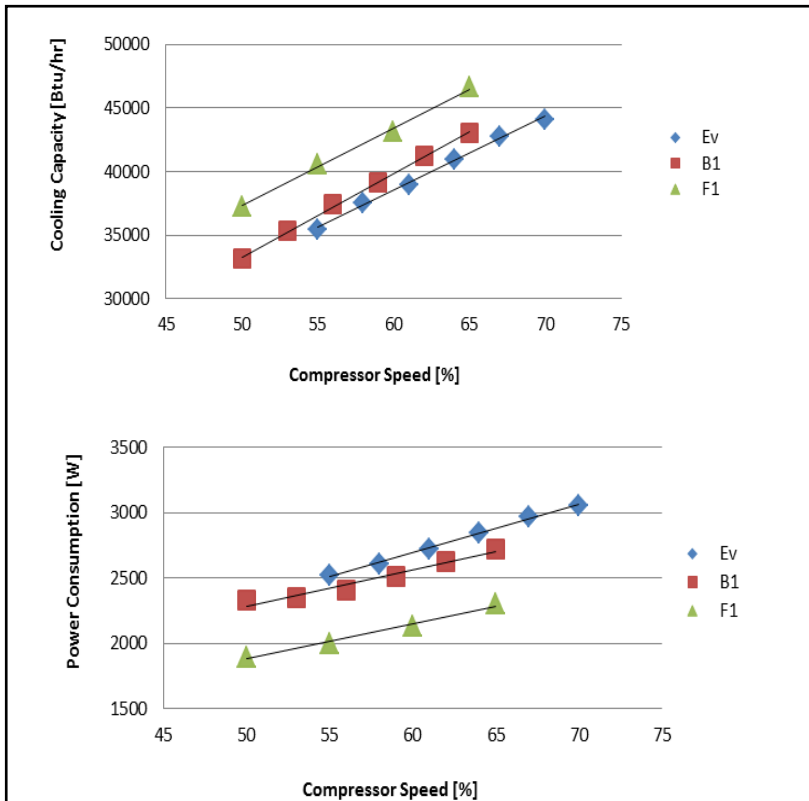 Cooling Capacity [Btu/hr]
50000
45000
40000
35000
30000
45 50 55 60 65 70 75
Compressor Speed [%]
Ev
B1
F1
Power Consumption [W]
3500
3000
2500
2000
1500
45 50 55 60 65 70 75
Compressor Speed [%]
Ev
B1
F1